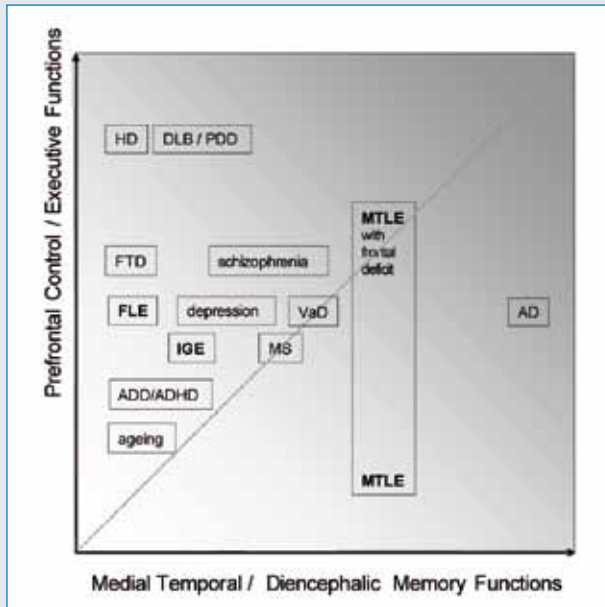 Prefrontal Control / Executive Functions
HD
DLB / PDD
MTLE
with
frontal
deficit
FTD
schizophrenia
FLE
depression
VaD
AD
IGE
MS
ADD/ADHD
ageing
MTLE
Medial Temporal / Diencephalic Memory Functions